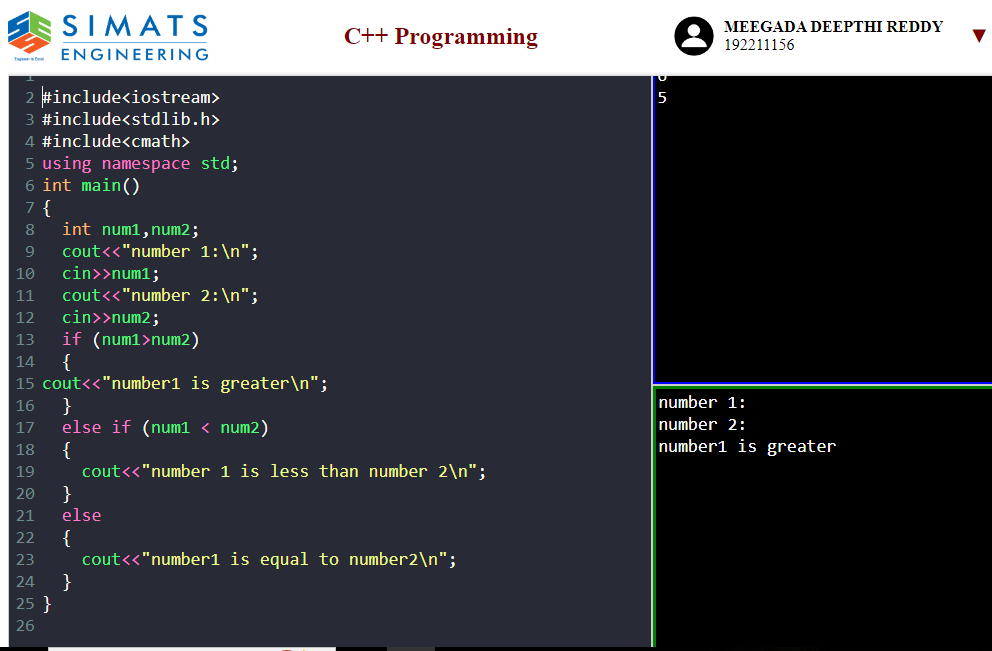 SIMATS
ENGINEERING
Engineer to Excel
C++ Programming
MEEGADA DEEPTHI REDDY
192211156
1
2 #include<iostream>
3 #include<stdlib.h>
4 #include<cmath>
5 using namespace std;
6 int main()
7 {
8 int num1,num2;
9 cout<<"number 1:\n";
10 cin>>num1;
11 cout<<"number 2:\n";
12 cin>>num2;
13 if (num1>num2)
14 {
15 cout<<"number1 is greater\n";
16 }
17 else if (num1 < num2)
18 {
19 cout<<"number 1 is less than number 2\n";
20 }
21 else
22 {
23 cout<<"number1 is equal to number2\n";
24 }
25 }
26
5
number 1:
number 2:
number1 is greater